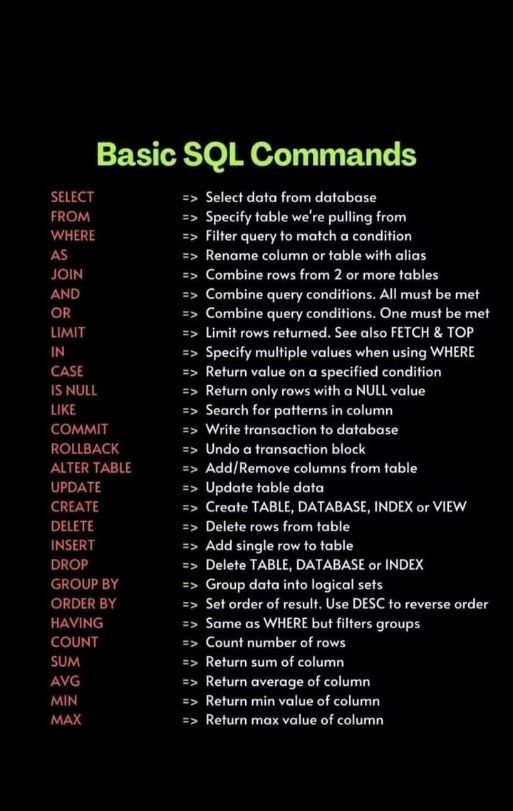 Basic SQL Commands
SELECT => Select data from database
FROM => Specify table we're pulling from
WHERE => Filter query to match a condition
AS => Rename column or table with alias
JOIN => Combine rows from 2 or more tables
AND => Combine query conditions. All must be met
OR => Combine query conditions. One must be met
LIMIT => Limit rows returned. See also FETCH & TOP
IN => Specify multiple values when using WHERE
CASE => Return value on a specified condition
IS NULL => Return only rows with a NULL value
LIKE => Search for patterns in column
COMMIT => Write transaction to database
ROLLBACK => Undo a transaction block
ALTER TABLE => Add/Remove columns from table
UPDATE => Update table data
CREATE => Create TABLE, DATABASE, INDEX or VIEW
DELETE => Delete rows from table
INSERT => Add single row to table
DROP => Delete TABLE, DATABASE or INDEX
GROUP BY => Group data into logical sets
ORDER BY => Set order of result. Use DESC to reverse order
HAVING => Same as WHERE but filters groups
COUNT => Count number of rows
SUM => Return sum of column
AVG => Return average of column
MIN => Return min value of column
MAX => Return max value of column